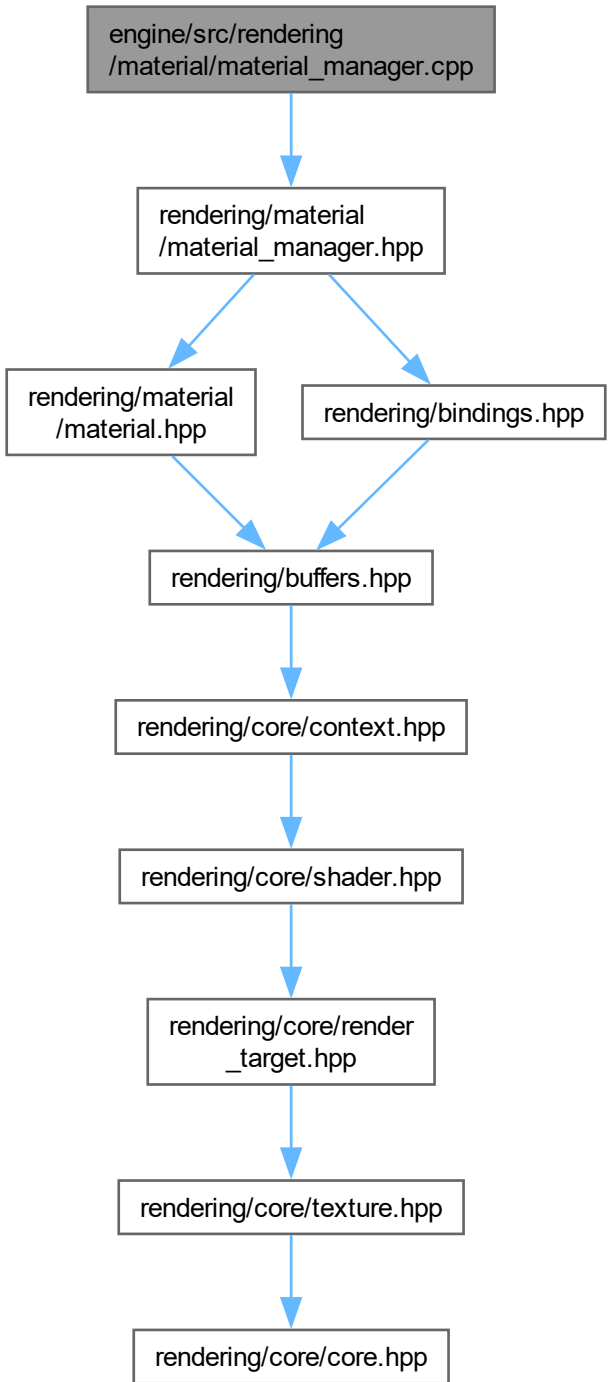 engine/src/rendering
/material/material_manager.cpp
rendering/material
/material_manager.hpp
rendering/material
/material.hpp
rendering/bindings.hpp
rendering/buffers.hpp
rendering/core/context.hpp
rendering/core/shader.hpp
rendering/core/render
_target.hpp
rendering/core/texture.hpp
rendering/core/core.hpp